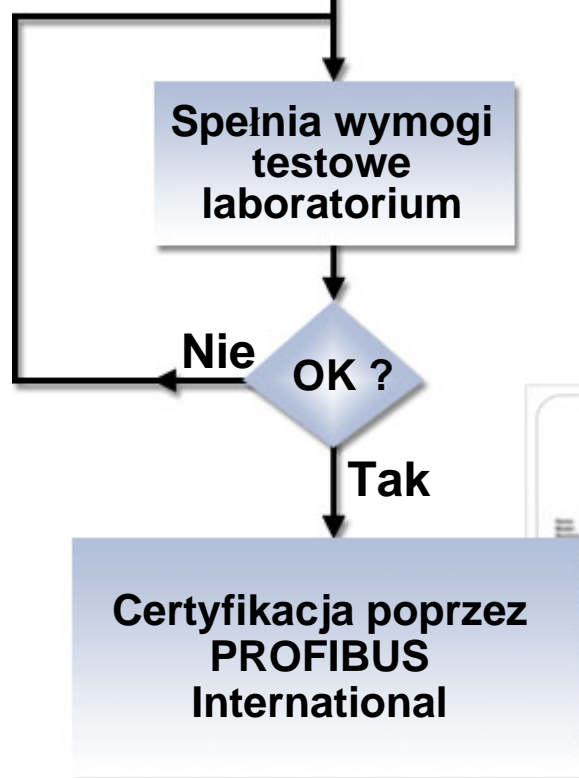 Spełnia wymogi
testowe
laboratorium
Nie
OK ?
Tak
Certyfikacja poprzez
PROFIBUS
International